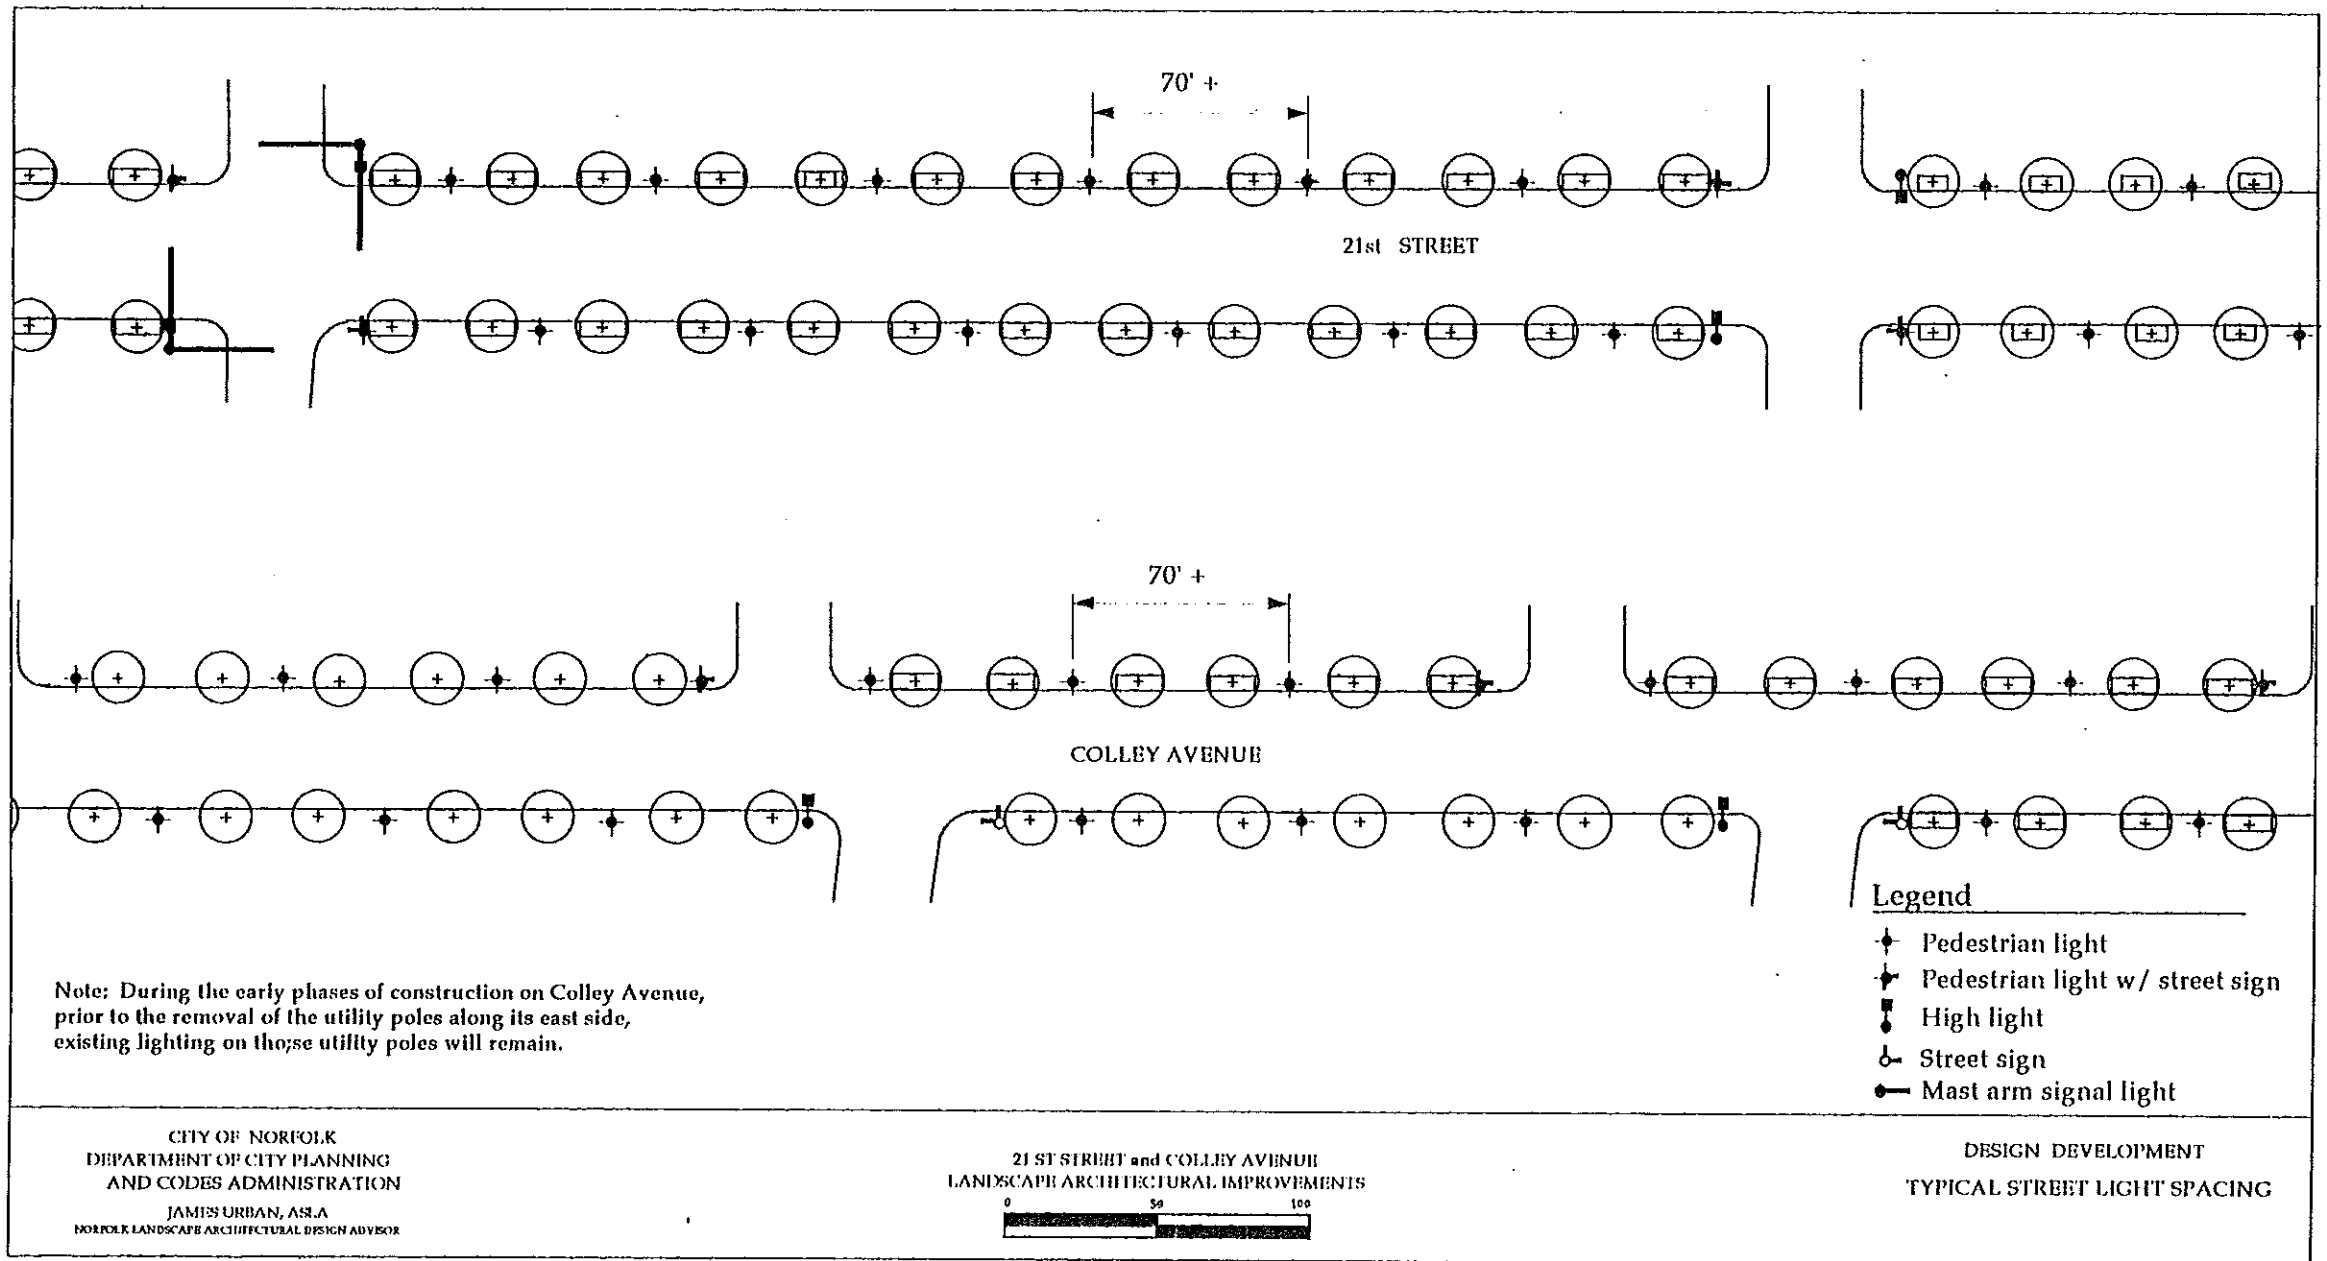 70' +
21st STREET
70' +
COLLEY AVENUE
Legend
Pedestrian light
Pedestrian light w/ street sign
High light
Street sign
Mast arm signal light
Note: During the early phases of construction on Colley Avenue,
prior to the removal of the utility poles along its east side,
existing lighting on tho;se utility poles will remain.
CITY OF NORFOLK
DEPARTMENT OF CITY PLANNING
AND CODES ADMINISTRATION
JAMES URBAN, ASLA
NORFOLK LANDSCAPE ARCHITECTURAL DESIGN ADVISOR
21 ST STREET and COLLEY AVENUE
LANDSCAPE ARCHITECTURAL IMPROVEMENTS
0 50 100
DESIGN DEVELOPMENT
TYPICAL STREET LIGHT SPACING